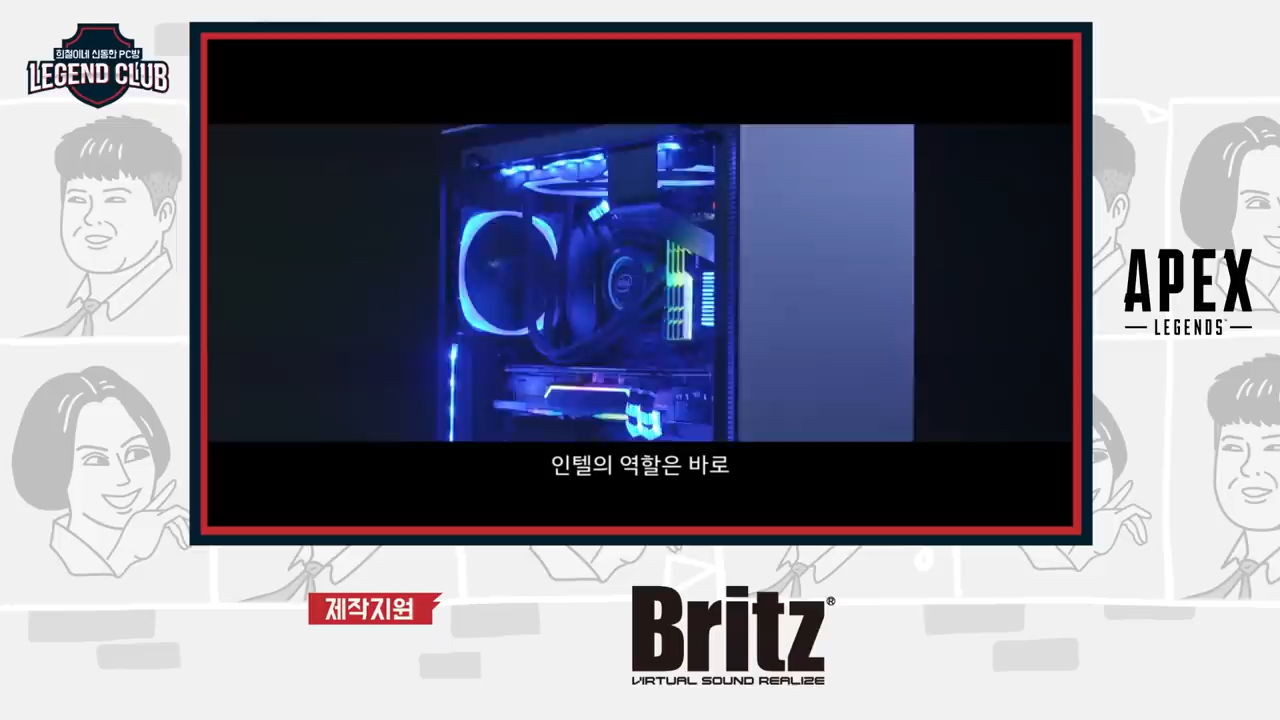 희철이네 신동한 PC방
LEGEND CLUB
APEX
LEGENDS™
인텔의 역할은 바로
제작지원
Britz®
VIRTUAL SOUND REALIZE